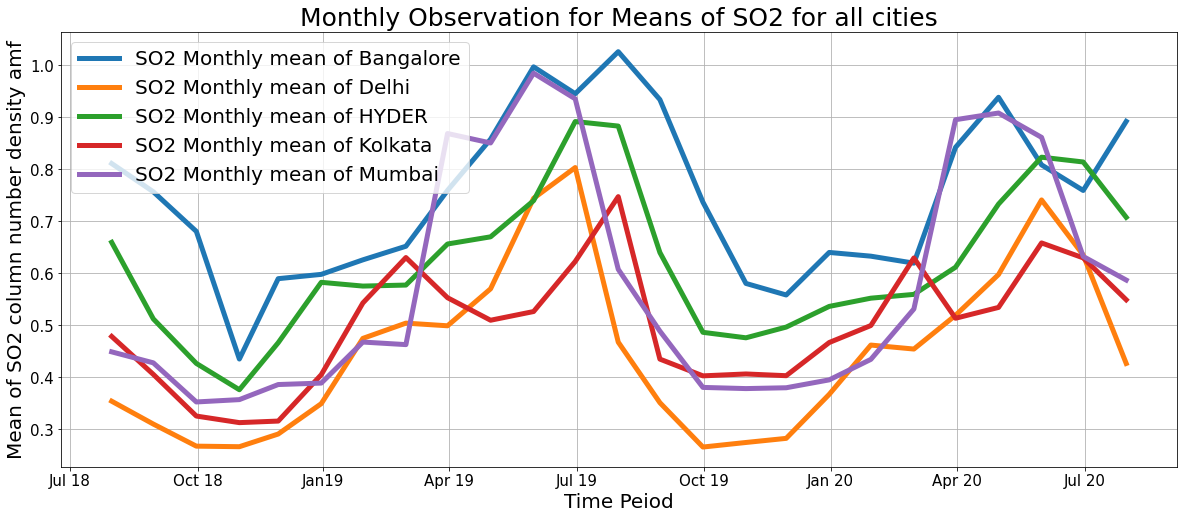 Monthly Observation for Means of SO2 for all cities
Mean of SO2 column number density amf
1.0
0.9
0.8
0.7
0.6
0.5
0.4
0.3
SO2 Monthly mean of Bangalore
SO2 Monthly mean of Delhi
SO2 Monthly mean of HYDER
SO2 Monthly mean of Kolkata
SO2 Monthly mean of Mumbai
Jul 18 Oct 18 Jan19 Apr 19 Jul 19 Oct 19 Jan 20 Apr 20 Jul 20
Time Peiod